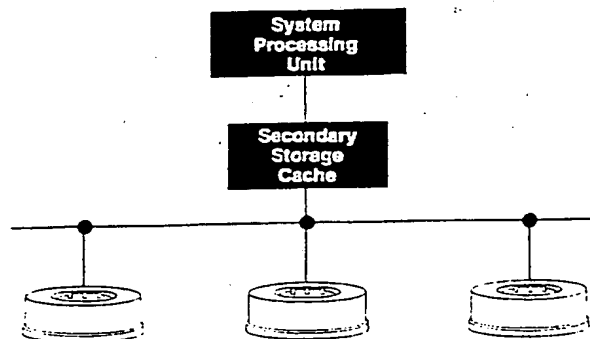 System
Processing
Unit
Secondary
Storage
Cache